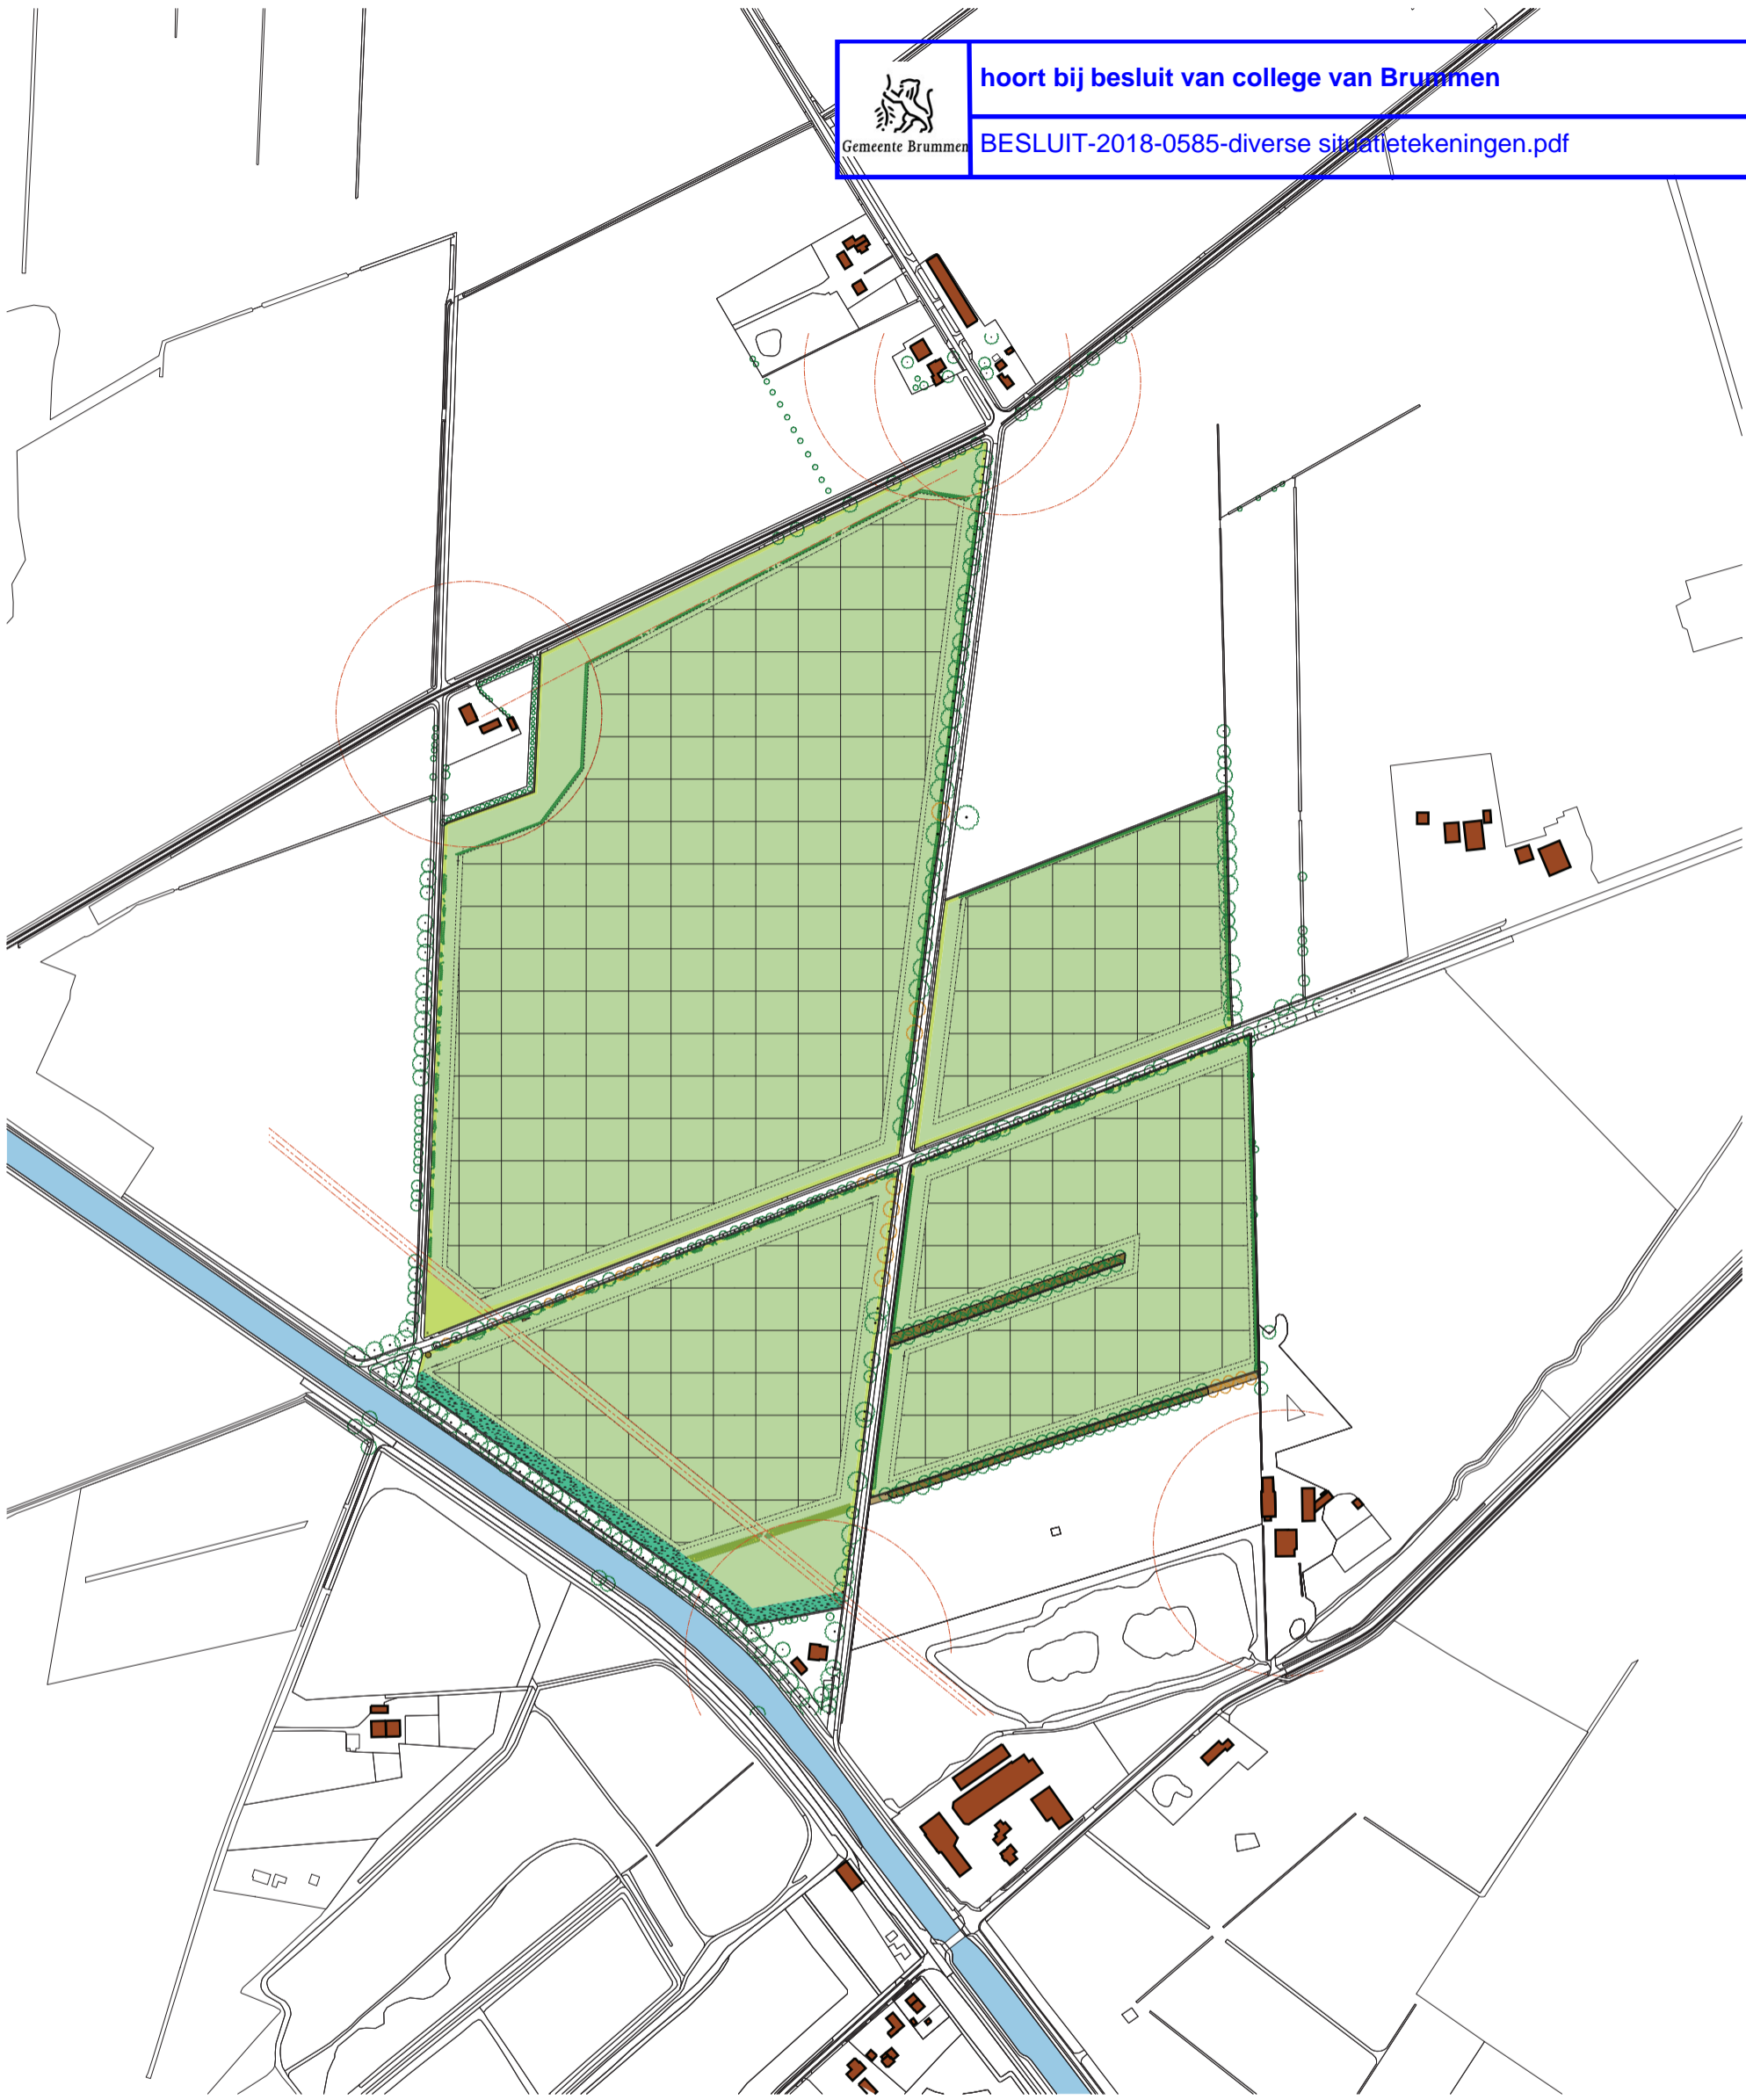 hoort bij besluit van college van Brummen
Gemeente Brummen
BESLUIT-2018-0585-diverse situatietekeningen.pdf